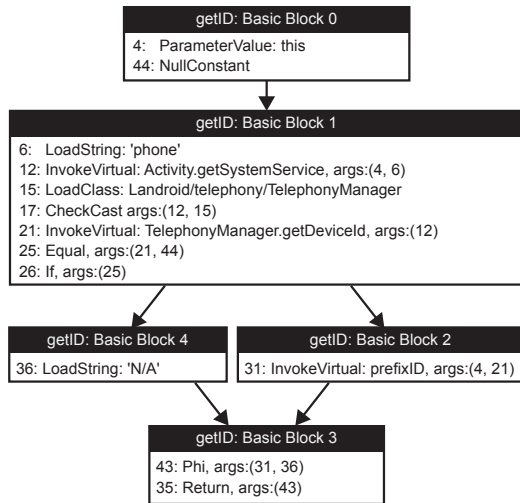 getID: Basic Block 0
4: ParameterValue: this
44: NullConstant
getID: Basic Block 1
6: LoadString: 'phone'
12: InvokeVirtual: Activity.getSystemService, args:(4, 6)
15: LoadClass: Landroid/telephony/TelephonyManager
17: CheckCast args:(12, 15)
21: InvokeVirtual: TelephonyManager.getDeviceId, args:(12)
25: Equal, args:(21, 44)
26: If, args:(25)
getID: Basic Block 4
36: LoadString: 'N/A'
getID: Basic Block 2
31: InvokeVirtual: prefixID, args:(4, 21)
getID: Basic Block 3
43: Phi, args:(31, 36)
35: Return, args:(43)